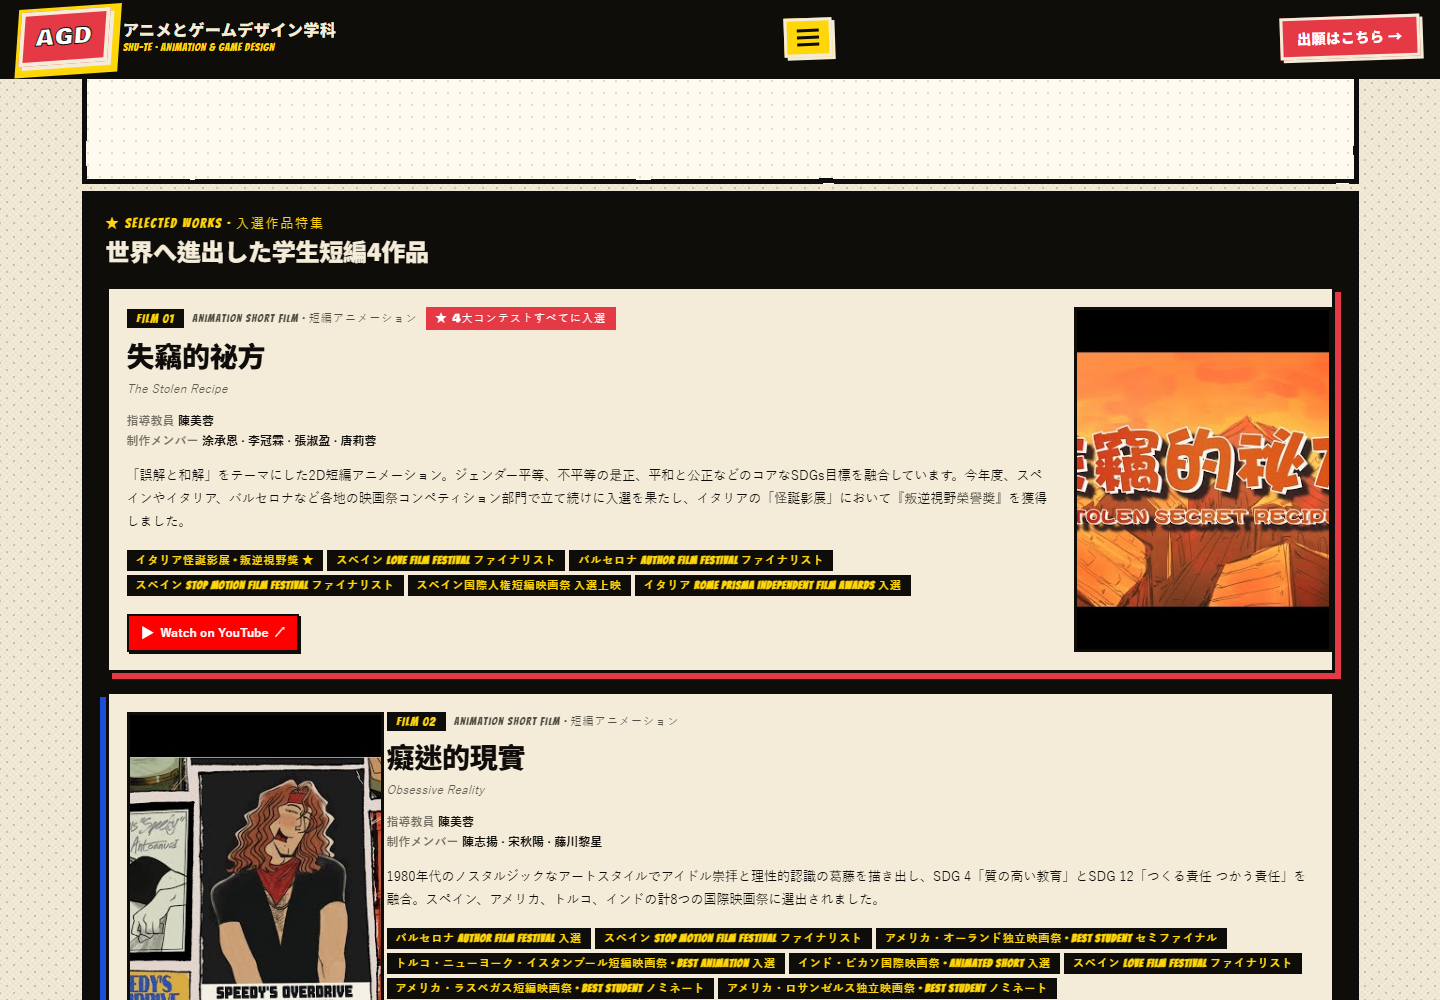 AGD
アニメとゲームデザイン学科
SHU-TE · ANIMATION & GAME DESIGN
出願はこちら →
★ SELECTED WORKS · 入選作品特集
世界へ進出した学生短編4作品
FILM 01 ANIMATION SHORT FILM · 短編アニメーション ★ 4大コンテストすべてに入選
失竊的祕方
The Stolen Recipe
指導教員 陳美蓉
制作メンバー 涂承恩 · 李冠霖 · 張淑盈 · 唐莉蓉
「誤解と和解」をテーマにした2D短編アニメーション。ジェンダー平等、不平等の是正、平和と公正などのコアなSDGs目標を融合しています。今年度、スペ
インやイタリア、バルセロナなど各地の映画祭コンペティション部門で立て続けに入選を果たし、イタリアの「怪誕影展」において『叛逆視野榮譽獎』を獲得
しました。
イタリア怪誕影展 · 叛逆視野獎 ★ スペイン LOVE FILM FESTIVAL ファイナリスト バルセロナ AUTHOR FILM FESTIVAL ファイナリスト
スペイン STOP MOTION FILM FESTIVAL ファイナリスト スペイン国際人権短編映画祭 入選上映 イタリア ROME PRISMA INDEPENDENT FILM AWARDS 入選
▶ Watch on YouTube ↗
竊的祕方
TOLEN SECRET RECIP
FILM 02 ANIMATION SHORT FILM · 短編アニメーション
癡迷的現實
Obsessive Reality
指導教員 陳美蓉
制作メンバー 陳志揚 · 宋秋陽 · 藤川黎星
1980年代のノスタルジックなアートスタイルでアイドル崇拝と理性的認識の葛藤を描き出し、SDG 4「質の高い教育」とSDG 12「つくる責任 つかう責任」を
融合。スペイン、アメリカ、トルコ、インドの計8つの国際映画祭に選出されました。
バルセロナ AUTHOR FILM FESTIVAL 入選 スペイン STOP MOTION FILM FESTIVAL ファイナリスト アメリカ・オーランド独立映画祭 · BEST STUDENT セミファイナル
トルコ・ニューヨーク・イスタンブール短編映画祭 · BEST ANIMATION 入選 インド・ピカソ国際映画祭 · ANIMATED SHORT 入選 スペイン LOVE FILM FESTIVAL ファイナリスト
アメリカ・ラスベガス短編映画祭 · BEST STUDENT ノミネート アメリカ・ロサンゼルス独立映画祭 · BEST STUDENT ノミネート
"Speedy"
EEDY'S
SPEEDY'S OVERDRIVE